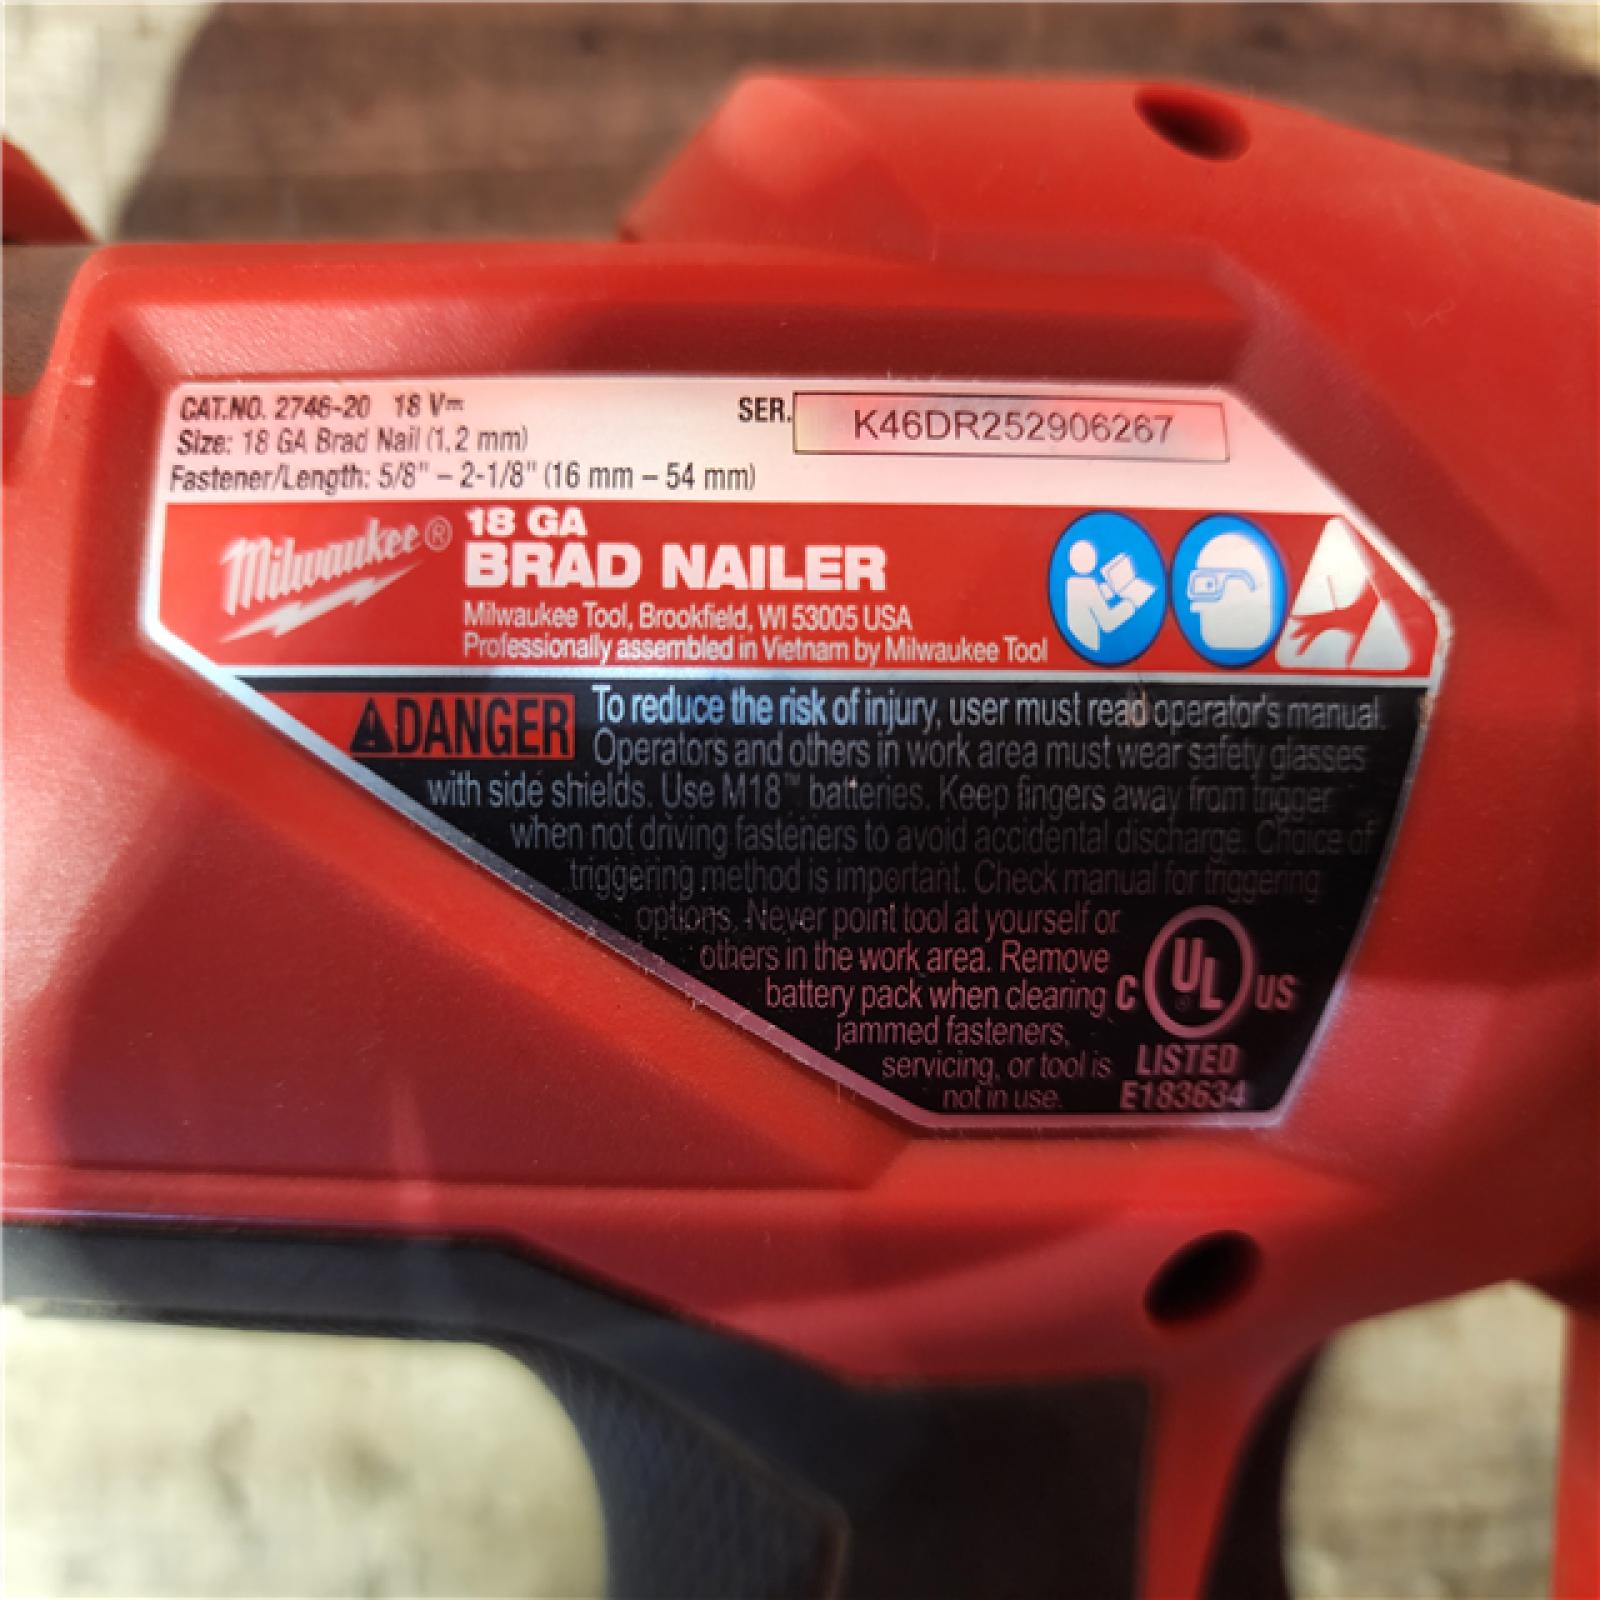 CAT.NO. 2746-20 18 V⎓
SER. K46DR252906267
Size: 18 GA Brad Nail (1,2 mm)
Fastener/Length: 5/8" – 2-1/8" (16 mm – 54 mm)
Milwaukee®
18 GA
BRAD NAILER
Milwaukee Tool, Brookfield, WI 53005 USA
Professionally assembled in Vietnam by Milwaukee Tool
⚠DANGER To reduce the risk of injury, user must read operator's manual.
Operators and others in work area must wear safety glasses
with side shields. Use M18™ batteries. Keep fingers away from trigger
when not driving fasteners to avoid accidental discharge. Choice of
triggering method is important. Check manual for triggering
options. Never point tool at yourself or
others in the work area. Remove
battery pack when clearing
jammed fasteners,
servicing, or tool is
not in use.
C UL® US
LISTED
E183634